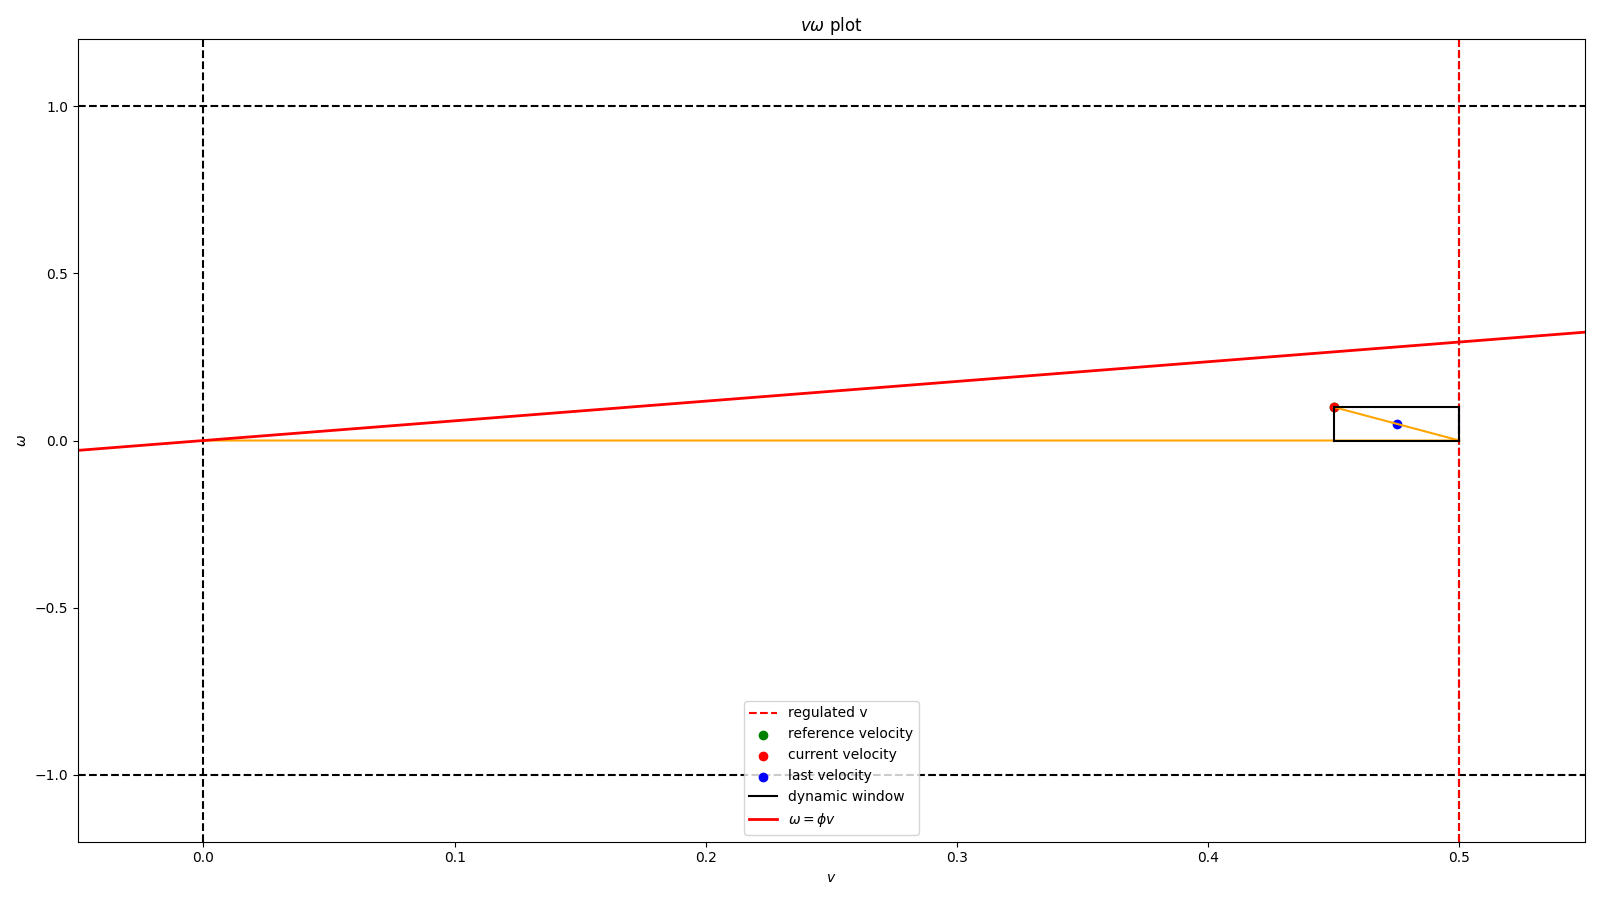 vω plot
1.0
0.5
0.0
−0.5
−1.0
ω
regulated v
reference velocity
current velocity
last velocity
dynamic window
ω = ϕv
0.0 0.1 0.2 0.3 0.4 0.5
v